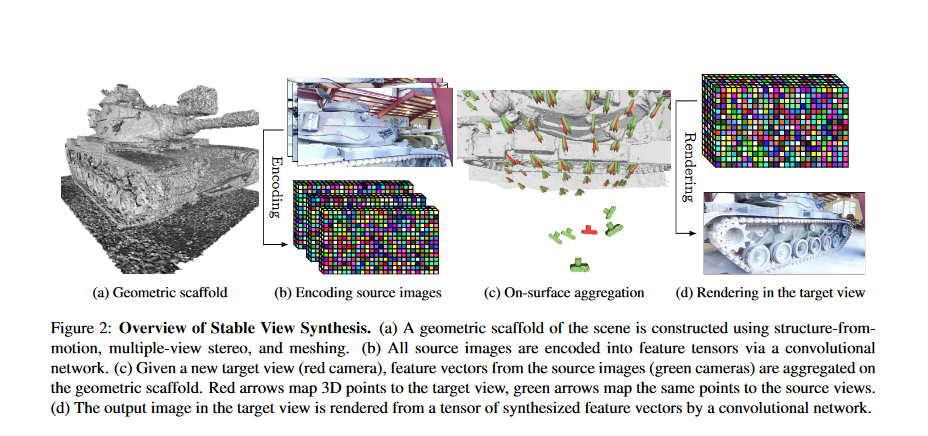 Encoding
Rendering
(a) Geometric scaffold
(b) Encoding source images
(c) On-surface aggregation
(d) Rendering in the target view
Figure 2: Overview of Stable View Synthesis. (a) A geometric scaffold of the scene is constructed using structure-from-
motion, multiple-view stereo, and meshing. (b) All source images are encoded into feature tensors via a convolutional
network. (c) Given a new target view (red camera), feature vectors from the source images (green cameras) are aggregated on
the geometric scaffold. Red arrows map 3D points to the target view, green arrows map the same points to the source views.
(d) The output image in the target view is rendered from a tensor of synthesized feature vectors by a convolutional network.